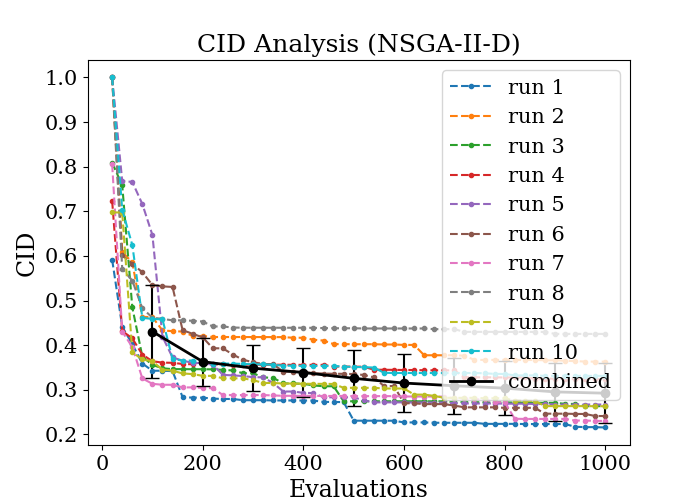 CID Analysis (NSGA-II-D)
1.0
0.9
0.8
0.7
0.6
0.5
0.4
0.3
0.2
CID
run 1
run 2
run 3
run 4
run 5
run 6
run 7
run 8
run 9
run 10
combined
0 200 400 600 800 1000
Evaluations